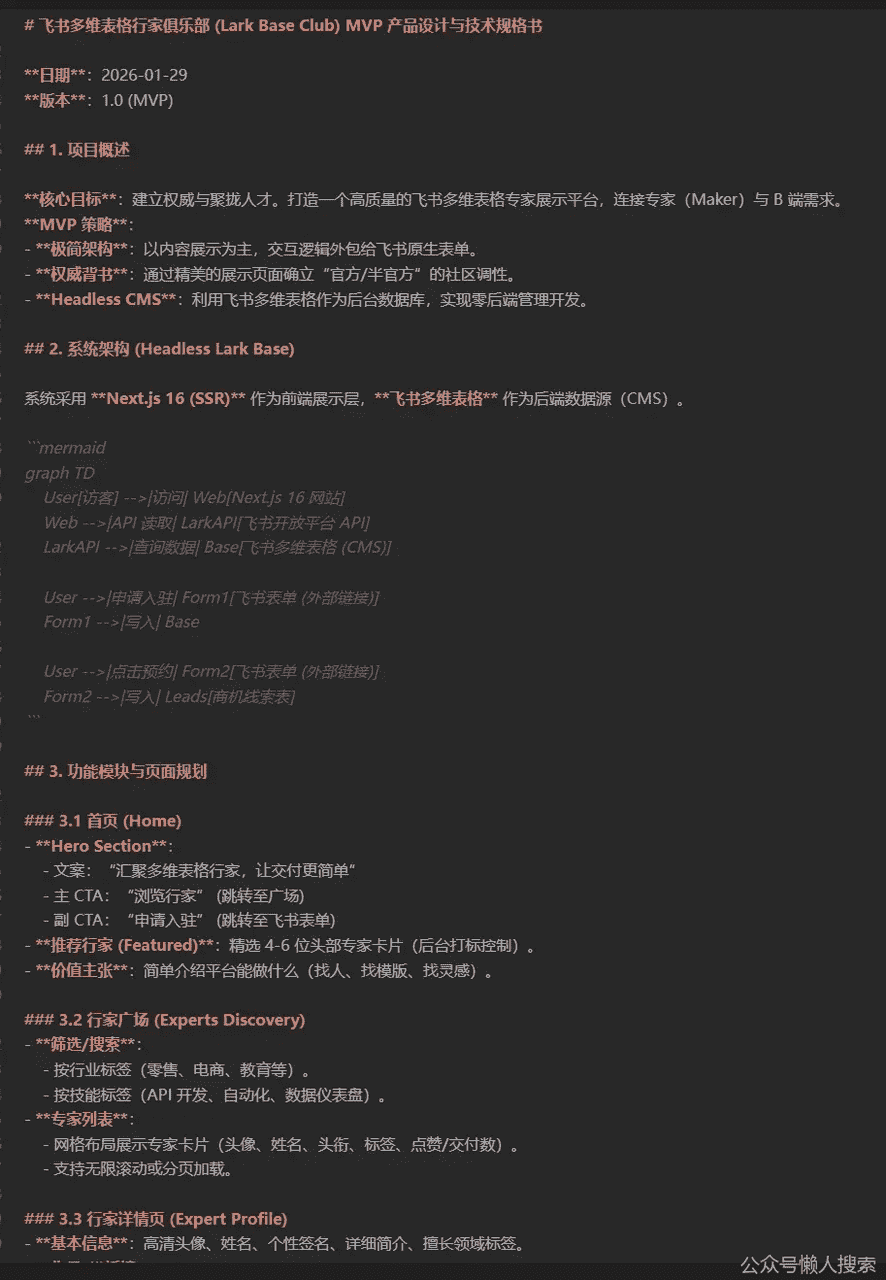 # 飞书多维表格行家俱乐部 (Lark Base Club) MVP 产品设计与技术规格书
**日期**：2026-01-29
**版本**：1.0 (MVP)
## 1. 项目概述
**核心目标**：建立权威与聚拢人才。打造一个高质量的飞书多维表格专家展示平台，连接专家（Maker）与 B 端需求。
**MVP 策略**：
- **极简架构**：以内容展示为主，交互逻辑外包给飞书原生表单。
- **权威背书**：通过精美的展示页面确立“官方/半官方”的社区调性。
- **Headless CMS**：利用飞书多维表格作为后台数据库，实现零后端管理开发。
## 2. 系统架构 (Headless Lark Base)
系统采用 **Next.js 16 (SSR)** 作为前端展示层，**飞书多维表格** 作为后端数据源（CMS）。
```mermaid
graph TD
User[访客] -->|访问| Web[Next.js 16 网站]
Web -->|API 读取| LarkAPI[飞书开放平台 API]
LarkAPI -->|查询数据| Base[飞书多维表格 (CMS)]
User -->|申请入驻| Form1[飞书表单 (外部链接)]
Form1 -->|写入| Base
User -->|点击预约| Form2[飞书表单 (外部链接)]
Form2 -->|写入| Leads[商机线索表]
```
## 3. 功能模块与页面规划
### 3.1 首页 (Home)
- **Hero Section**：
- 文案：“汇聚多维表格行家，让交付更简单”
- 主 CTA：“浏览行家” (跳转至广场)
- 副 CTA：“申请入驻” (跳转至飞书表单)
- **推荐行家 (Featured)**：精选 4-6 位头部专家卡片（后台打标控制）。
- **价值主张**：简单介绍平台能做什么（找人、找模版、找灵感）。
### 3.2 行家广场 (Experts Discovery)
- **筛选/搜索**：
- 按行业标签（零售、电商、教育等）。
- 按技能标签（API 开发、自动化、数据仪表盘）。
- **专家列表**：
- 网格布局展示专家卡片（头像、姓名、头衔、标签、点赞/交付数）。
- 支持无限滚动或分页加载。
### 3.3 行家详情页 (Expert Profile)
- **基本信息**：高清头像、姓名、个性签名、详细简介、擅长领域标签。
公众号懒人搜索